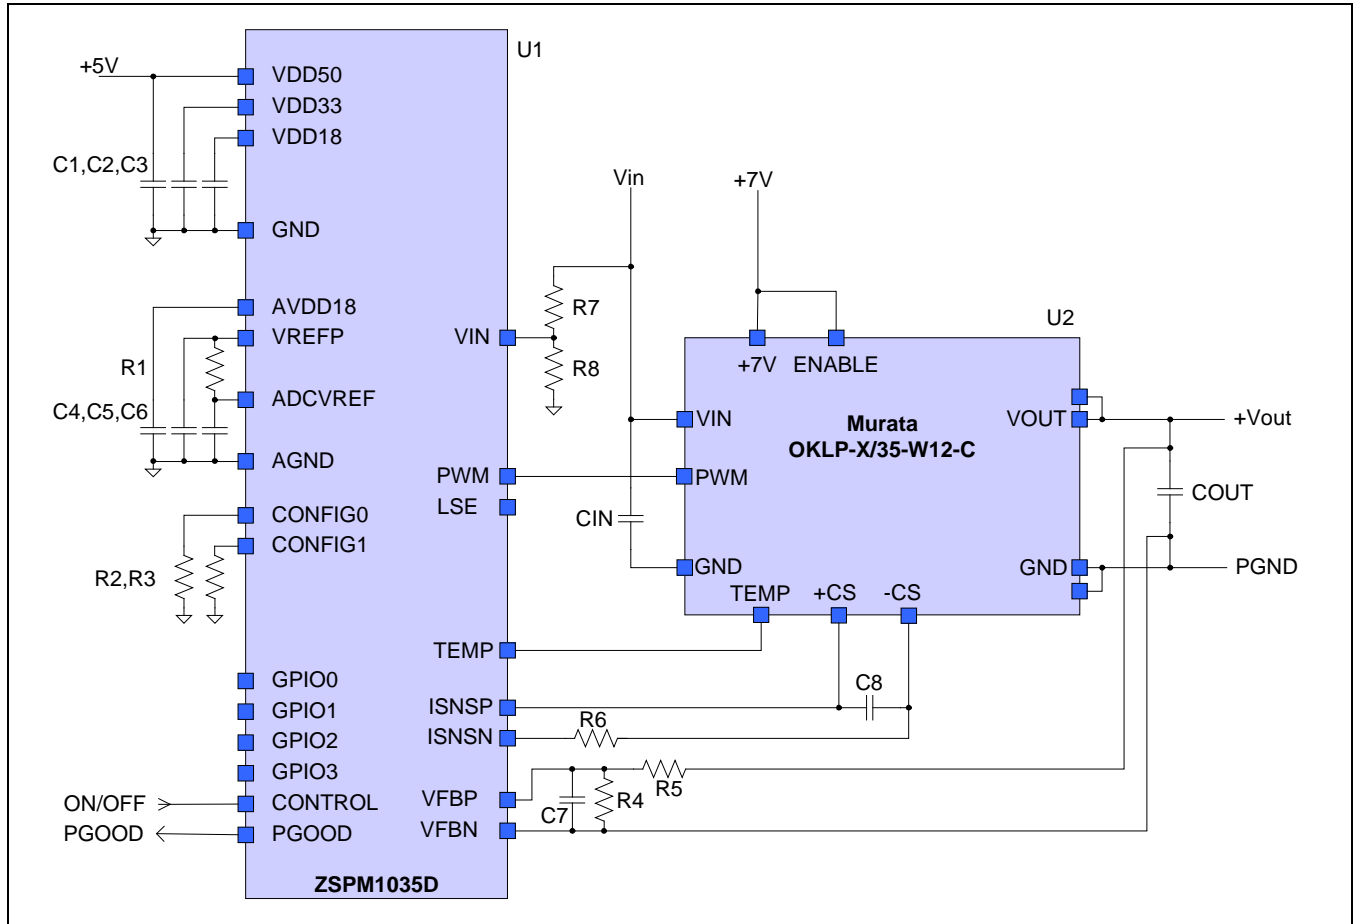 U1
+5V
VDD50
VDD33
VDD18
C1,C2,C3
GND
AVDD18
VREFP
R1
ADCVREF
C4,C5,C6
AGND
CONFIG0
CONFIG1
R2,R3
GPIO0
GPIO1
GPIO2
GPIO3
ON/OFF
CONTROL
PGOOD
PGOOD
ZSPM1035D
VIN
PWM
LSE
TEMP
ISNSP
ISNSN
VFBP
VFBN
Vin
R7
R8
CIN
+7V
U2
+7V
ENABLE
VIN
Murata
OKLP-X/35-W12-C
VOUT
+Vout
PWM
COUT
GND
GND
PGND
TEMP
+CS
-CS
C8
R6
R5
C7
R4